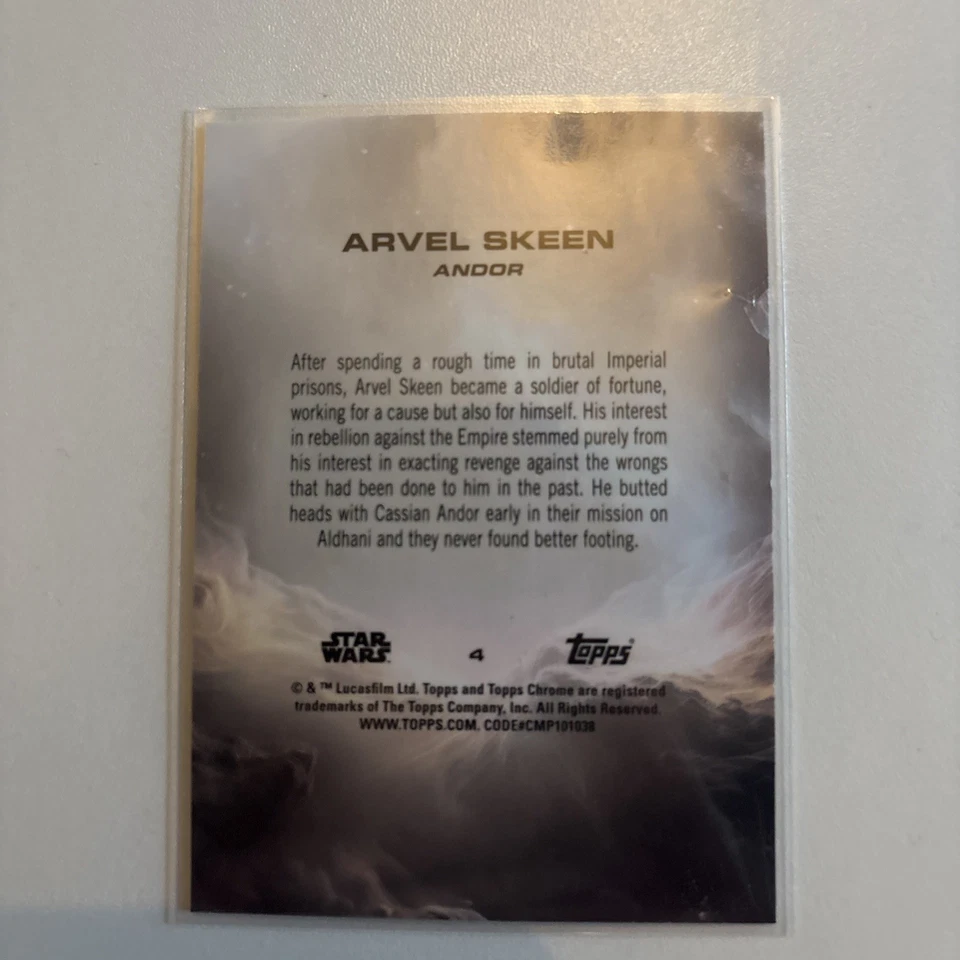 ARVEL SKEEN
ANDOR
After spending a rough time in brutal Imperial
prisons, Arvel Skeen became a soldier of fortune,
working for a cause but also for himself. His interest
in rebellion against the Empire stemmed purely from
his interest in exacting revenge against the wrongs
that had been done to him in the past. He butted
heads with Cassian Andor early in their mission on
Aldhani and they never found better footing.
STAR WARS 4 Topps®
© & ™ Lucasfilm Ltd. Topps and Topps Chrome are registered
trademarks of The Topps Company, Inc. All Rights Reserved.
WWW.TOPPS.COM. CODE#CMP101038